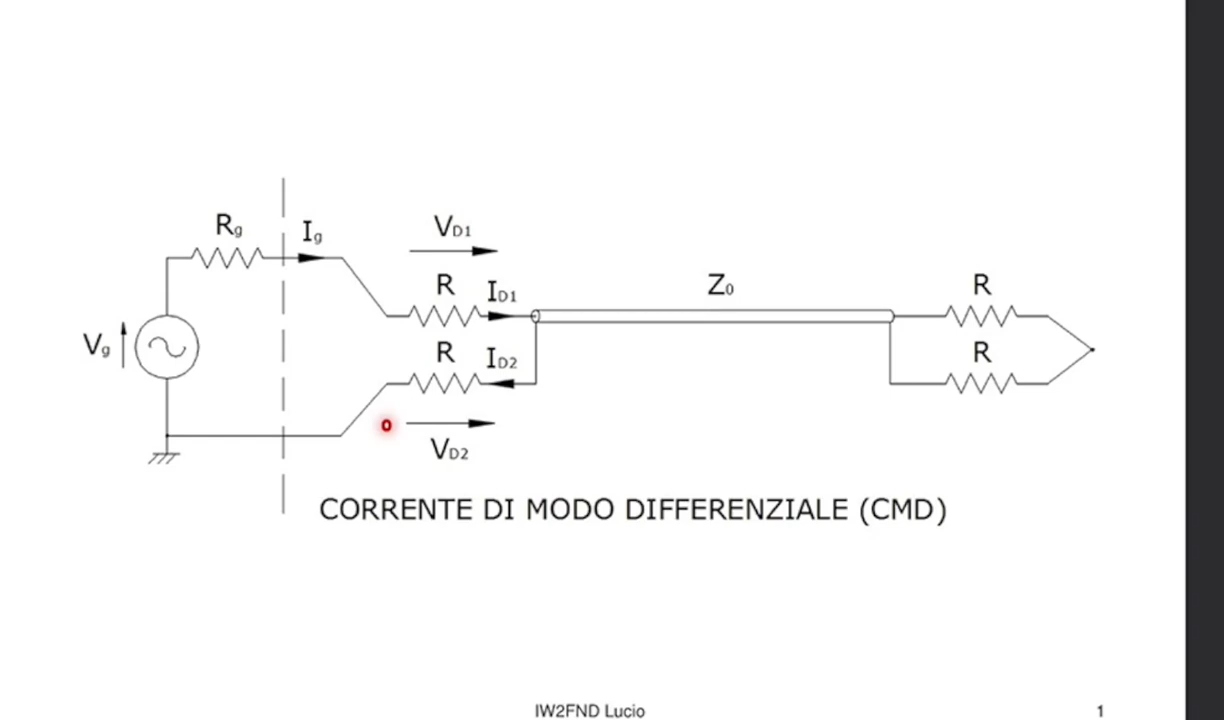 Rg
Ig
VD1
R
ID1
Z0
R
Vg
R
ID2
R
VD2
CORRENTE DI MODO DIFFERENZIALE (CMD)
IW2FND Lucio
1